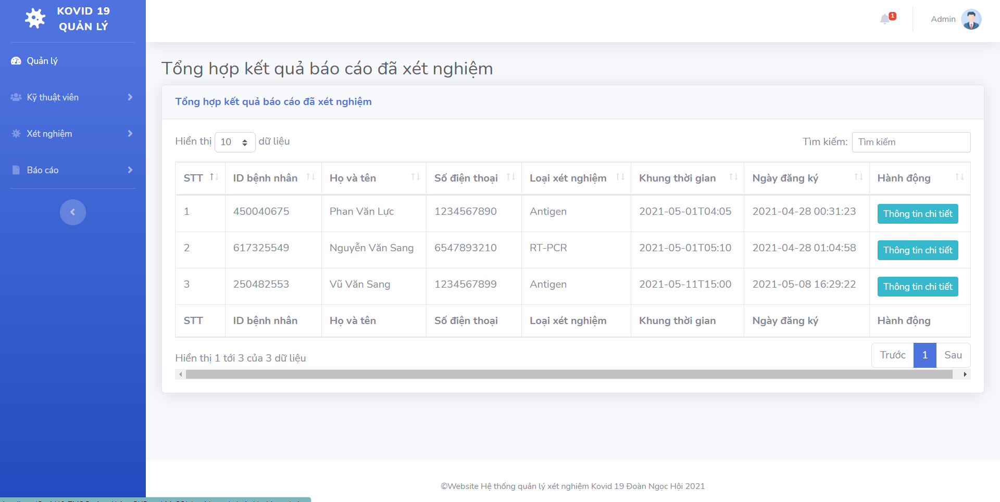 KOVID 19
QUẢN LÝ
1
Admin
Quản lý
Kỹ thuật viên
Xét nghiệm
Báo cáo
Tổng hợp kết quả báo cáo đã xét nghiệm
Tổng hợp kết quả báo cáo đã xét nghiệm
Hiển thị 10 dữ liệu
Tìm kiếm: Tìm kiếm
STT ID bệnh nhân Họ và tên Số điện thoại Loại xét nghiệm Khung thời gian Ngày đăng ký Hành động
1 450040675 Phan Văn Lực 1234567890 Antigen 2021-05-01T04:05 2021-04-28 00:31:23 Thông tin chi tiết
2 617325549 Nguyễn Văn Sang 6547893210 RT-PCR 2021-05-01T05:10 2021-04-28 01:04:58 Thông tin chi tiết
3 250482553 Vũ Văn Sang 1234567899 Antigen 2021-05-11T15:00 2021-05-08 16:29:22 Thông tin chi tiết
STT ID bệnh nhân Họ và tên Số điện thoại Loại xét nghiệm Khung thời gian Ngày đăng ký Hành động
Hiển thị 1 tới 3 của 3 dữ liệu
Trước 1 Sau
©Website Hệ thống quản lý xét nghiệm Kovid 19 Đoàn Ngọc Hội 2021